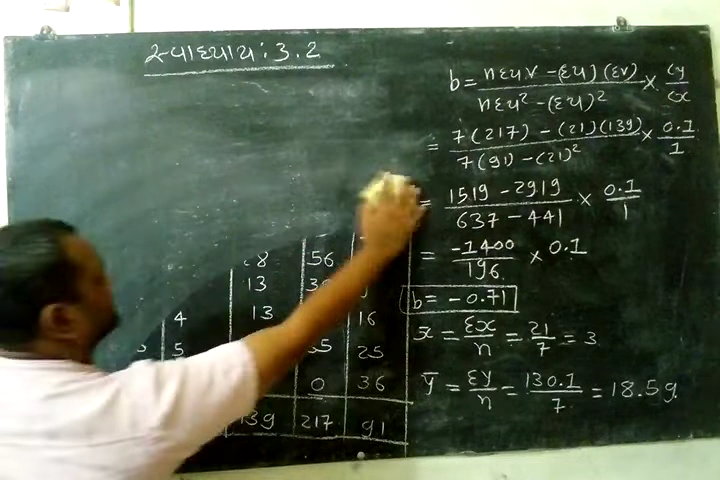 સ્વાધ્યાય : 3.2
b = nΣuv - (Σu)(Σv) / nΣu² - (Σu)² × Cy / Cx
= 7(217) - (21)(139) / 7(91) - (21)² × 0.1 / 1
= 1519 - 2919 / 637 - 441 × 0.1 / 1
= -1400 / 196 × 0.1
b = - 0.71
x̄ = Σx / n = 21 / 7 = 3
ȳ = Σy / n = 130.1 / 7 = 18.59
8 56
13
4 13 16
5 25
0 36
139 217 91